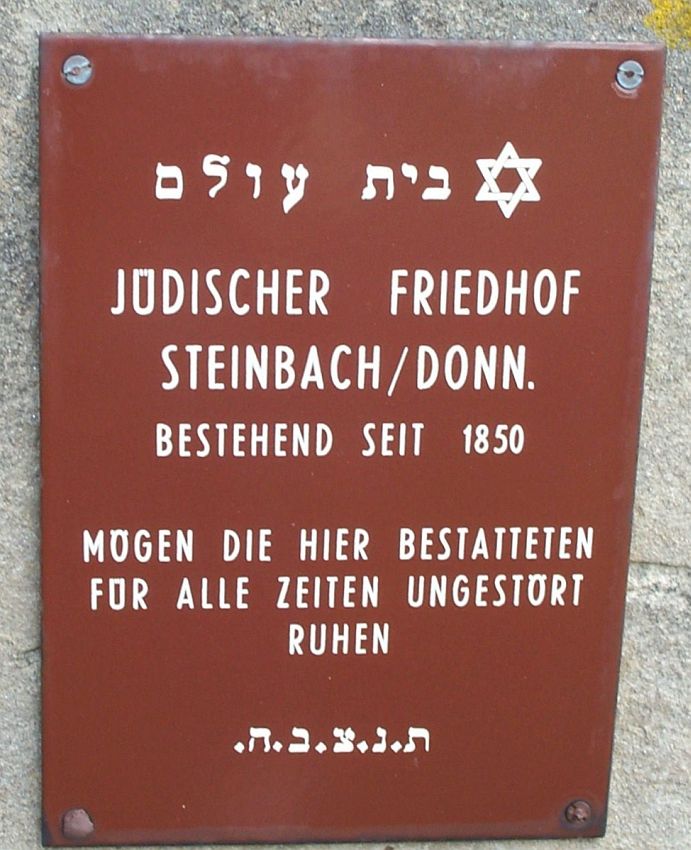 בית עולם
JÜDISCHER FRIEDHOF
STEINBACH/DONN.
BESTEHEND SEIT 1850
MÖGEN DIE HIER BESTATTETEN
FÜR ALLE ZEITEN UNGESTÖRT
RUHEN
ת.נ.צ.ב.ה.